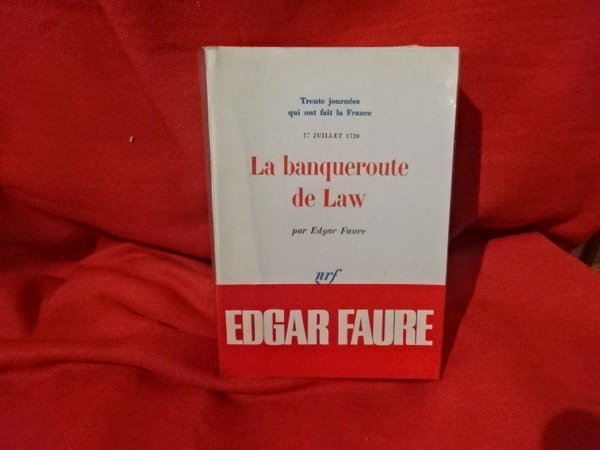 Trente journées
qui ont fait la France
17 JUILLET 1720
La banqueroute
de Law
par Edgar Faure
nrf
EDGAR FAURE